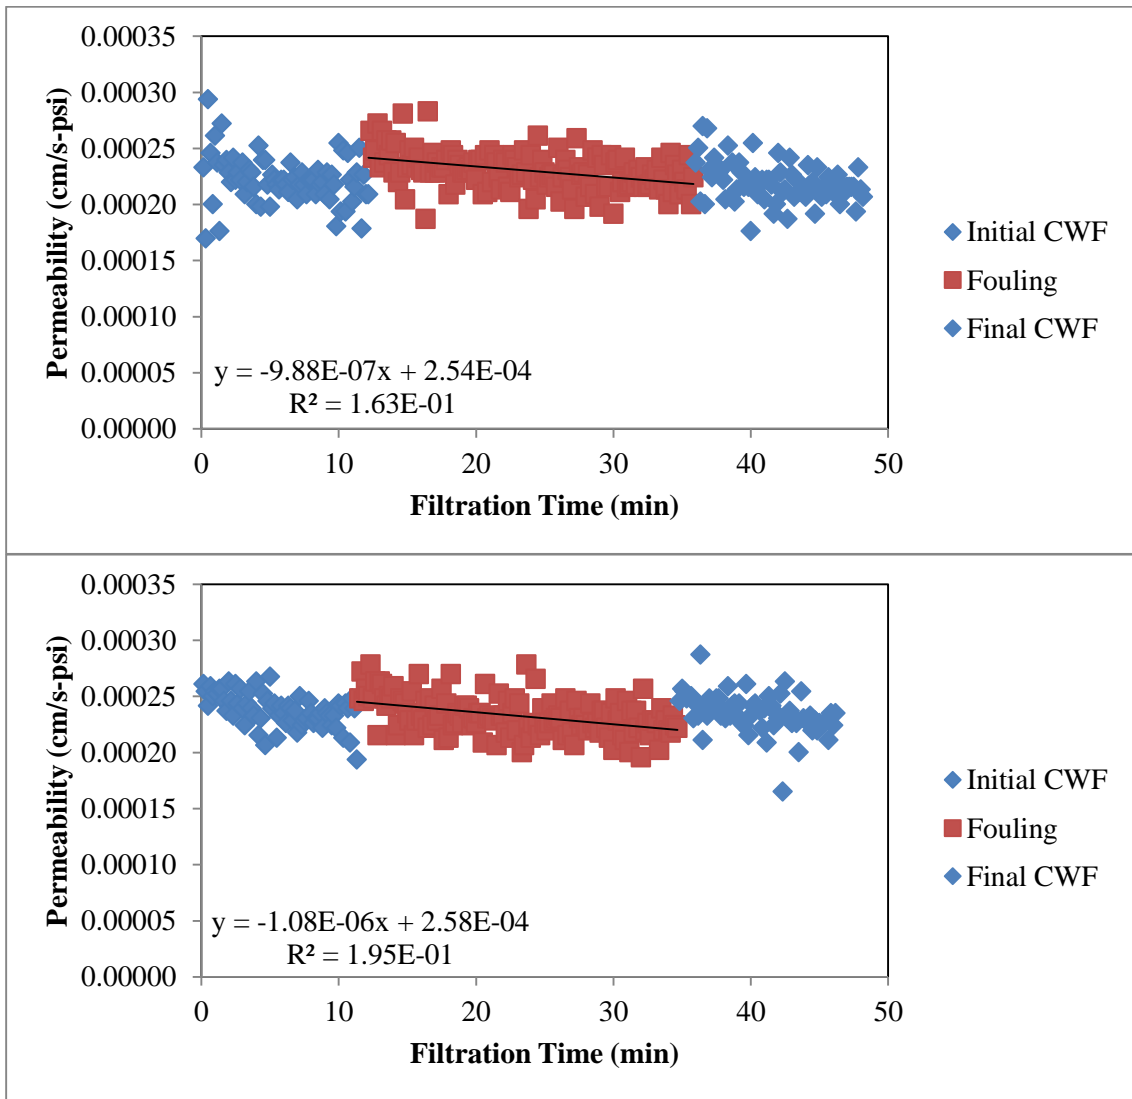 0.00035
0.00030
0.00025
0.00020
0.00015
0.00010
0.00005
0.00000
Permeability (cm/s-psi)
y = -9.88E-07x + 2.54E-04
R² = 1.63E-01
0 10 20 30 40 50
Filtration Time (min)
Initial CWF
Fouling
Final CWF
0.00035
0.00030
0.00025
0.00020
0.00015
0.00010
0.00005
0.00000
Permeability (cm/s-psi)
y = -1.08E-06x + 2.58E-04
R² = 1.95E-01
0 10 20 30 40 50
Filtration Time (min)
Initial CWF
Fouling
Final CWF